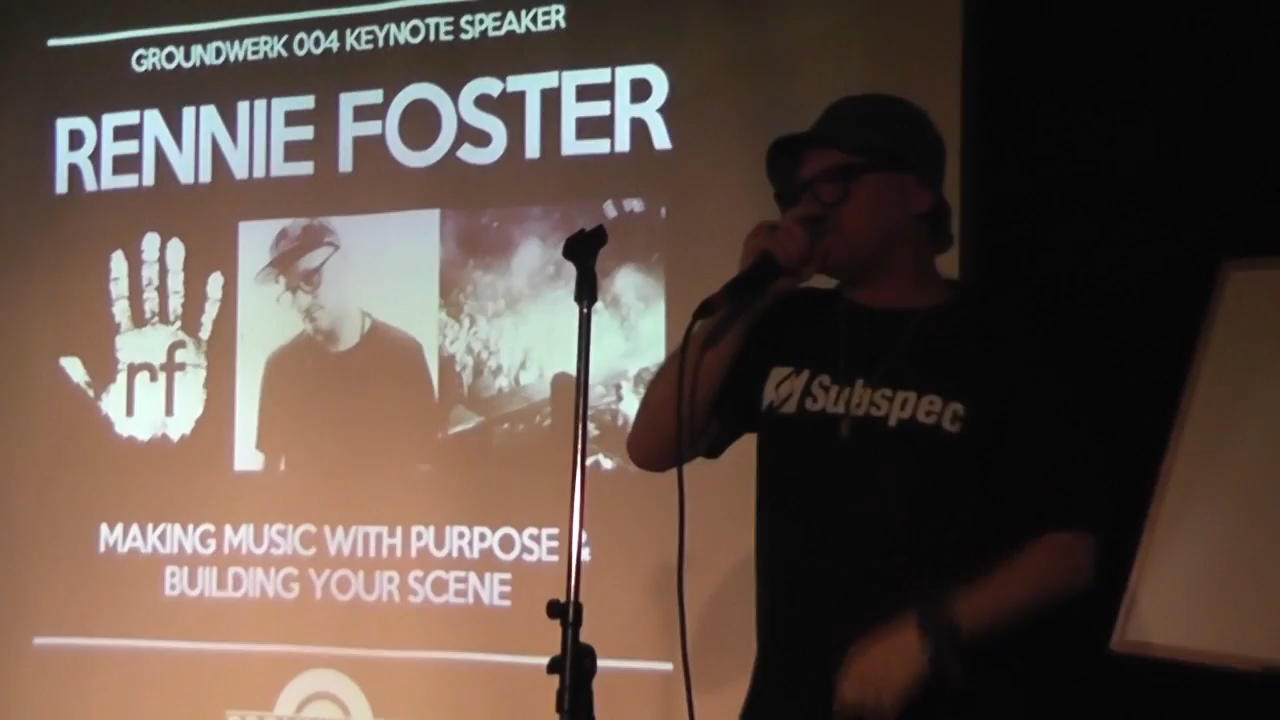 GROUNDWERK 004 KEYNOTE SPEAKER
RENNIE FOSTER
rf
Subspec
MAKING MUSIC WITH PURPOSE &
BUILDING YOUR SCENE